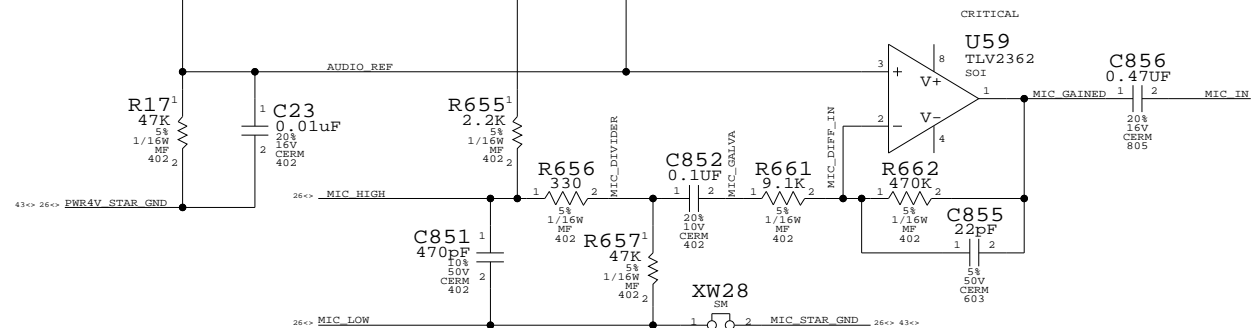 CRITICAL
U59
TLV2362
SOI
8
3
+
V+
1
2
−
V-
4
C856
0.47UF
MIC_GAINED
1
2
MIC_IN
20%
16V
CERM
805
AUDIO_REF
R17
1
47K
5%
1/16W
MF
402
2
1
C23
0.01uF
20%
16V
CERM
402
2
43<> 26<> PWR4V_STAR_GND
R655
1
2.2K
5%
1/16W
MF
402
2
26<> MIC_HIGH
R656
330
1
2
5%
1/16W
MF
402
MIC_DIVIDER
C852
0.1UF
1
2
20%
10V
CERM
402
MIC_GALVA
R661
9.1K
1
2
5%
1/16W
MF
402
MIC_DIFF_IN
R662
470K
1
2
5%
1/16W
MF
402
C855
22pF
1
2
5%
50V
CERM
603
C851
1
470pF
10%
50V
CERM
402
2
R657
1
47K
5%
1/16W
MF
402
2
XW28
SM
1
2
26<> MIC_LOW
MIC_STAR_GND 26<> 43<>